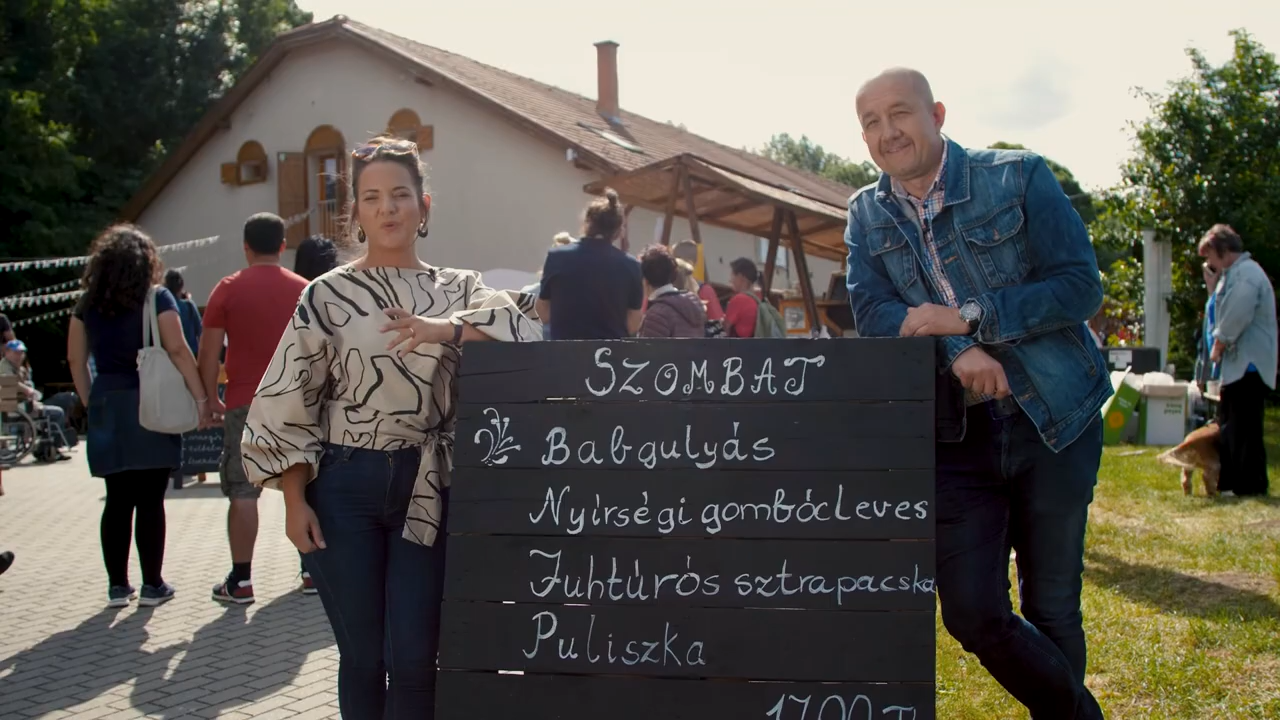 SZOMBAT
Babgulyás
Nyírségi gombócleves
Juhtúrós sztrapacska
Puliszka